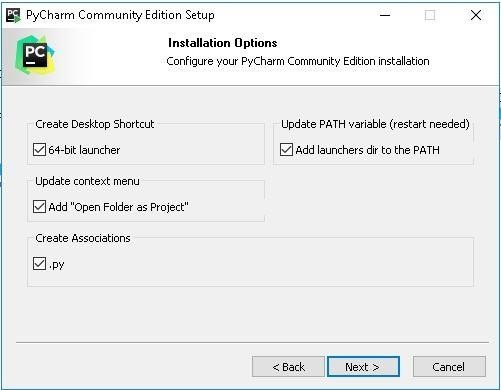 PyCharm Community Edition Setup
PC
Installation Options
Configure your PyCharm Community Edition installation
Create Desktop Shortcut
64-bit launcher
Update PATH variable (restart needed)
Add launchers dir to the PATH
Update context menu
Add "Open Folder as Project"
Create Associations
.py
< Back
Next >
Cancel